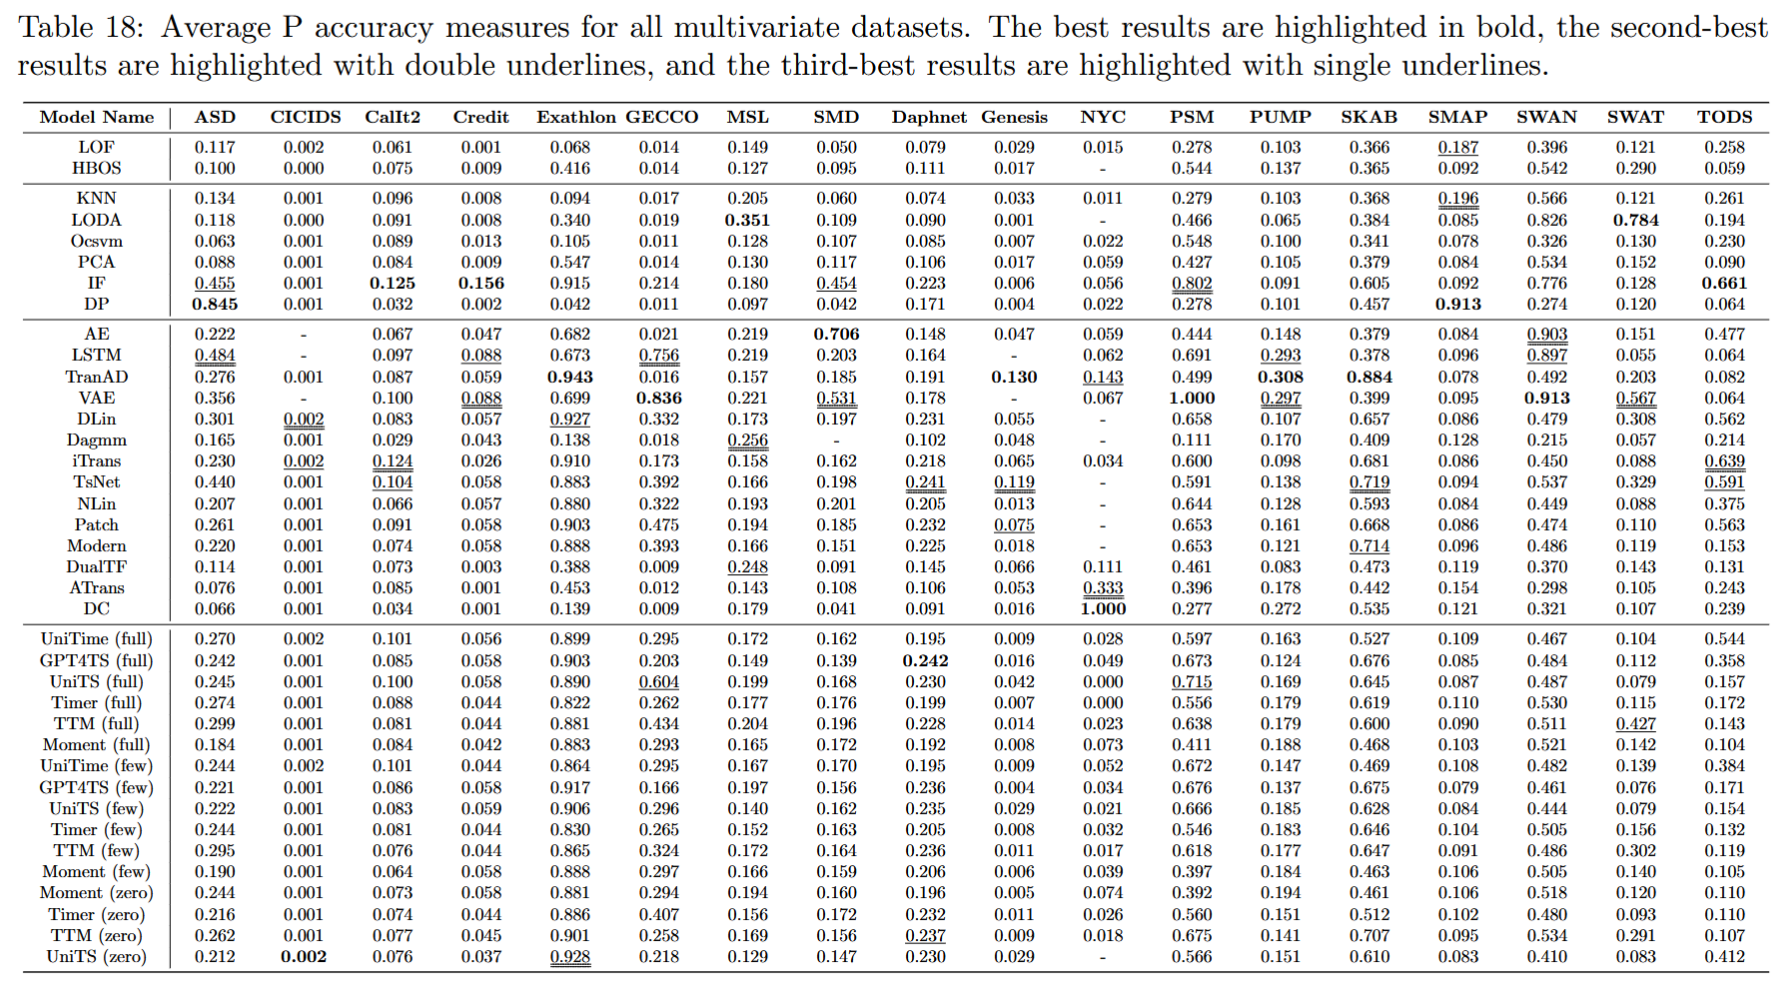 Table 18: Average P accuracy measures for all multivariate datasets. The best results are highlighted in bold, the second-best
results are highlighted with double underlines, and the third-best results are highlighted with single underlines.
Model Name ASD CICIDS CalIt2 Credit Exathlon GECCO MSL SMD Daphnet Genesis NYC PSM PUMP SKAB SMAP SWAN SWAT TODS
LOF 0.117 0.002 0.061 0.001 0.068 0.014 0.149 0.050 0.079 0.029 0.015 0.278 0.103 0.366 0.187 0.396 0.121 0.258
HBOS 0.100 0.000 0.075 0.009 0.416 0.014 0.127 0.095 0.111 0.017 - 0.544 0.137 0.365 0.092 0.542 0.290 0.059
KNN 0.134 0.001 0.096 0.008 0.094 0.017 0.205 0.060 0.074 0.033 0.011 0.279 0.103 0.368 0.196 0.566 0.121 0.261
LODA 0.118 0.000 0.091 0.008 0.340 0.019 0.351 0.109 0.090 0.001 - 0.466 0.065 0.384 0.085 0.826 0.784 0.194
Ocsvm 0.063 0.001 0.089 0.013 0.105 0.011 0.128 0.107 0.085 0.007 0.022 0.548 0.100 0.341 0.078 0.326 0.130 0.230
PCA 0.088 0.001 0.084 0.009 0.547 0.014 0.130 0.117 0.106 0.017 0.059 0.427 0.105 0.379 0.084 0.534 0.152 0.090
IF 0.455 0.001 0.125 0.156 0.915 0.214 0.180 0.454 0.223 0.006 0.056 0.802 0.091 0.605 0.092 0.776 0.128 0.661
DP 0.845 0.001 0.032 0.002 0.042 0.011 0.097 0.042 0.171 0.004 0.022 0.278 0.101 0.457 0.913 0.274 0.120 0.064
AE 0.222 - 0.067 0.047 0.682 0.021 0.219 0.706 0.148 0.047 0.059 0.444 0.148 0.379 0.084 0.903 0.151 0.477
LSTM 0.484 - 0.097 0.088 0.673 0.756 0.219 0.203 0.164 - 0.062 0.691 0.293 0.378 0.096 0.897 0.055 0.064
TranAD 0.276 0.001 0.087 0.059 0.943 0.016 0.157 0.185 0.191 0.130 0.143 0.499 0.308 0.884 0.078 0.492 0.203 0.082
VAE 0.356 - 0.100 0.088 0.699 0.836 0.221 0.531 0.178 - 0.067 1.000 0.297 0.399 0.095 0.913 0.567 0.064
DLin 0.301 0.002 0.083 0.057 0.927 0.332 0.173 0.197 0.231 0.055 - 0.658 0.107 0.657 0.086 0.479 0.308 0.562
Dagmm 0.165 0.001 0.029 0.043 0.138 0.018 0.256 - 0.102 0.048 - 0.111 0.170 0.409 0.128 0.215 0.057 0.214
iTrans 0.230 0.002 0.124 0.026 0.910 0.173 0.158 0.162 0.218 0.065 0.034 0.600 0.098 0.681 0.086 0.450 0.088 0.639
TsNet 0.440 0.001 0.104 0.058 0.883 0.392 0.166 0.198 0.241 0.119 - 0.591 0.138 0.719 0.094 0.537 0.329 0.591
NLin 0.207 0.001 0.066 0.057 0.880 0.322 0.193 0.201 0.205 0.013 - 0.644 0.128 0.593 0.084 0.449 0.088 0.375
Patch 0.261 0.001 0.091 0.058 0.903 0.475 0.194 0.185 0.232 0.075 - 0.653 0.161 0.668 0.086 0.474 0.110 0.563
Modern 0.220 0.001 0.074 0.058 0.888 0.393 0.166 0.151 0.225 0.018 - 0.653 0.121 0.714 0.096 0.486 0.119 0.153
DualTF 0.114 0.001 0.073 0.003 0.388 0.009 0.248 0.091 0.145 0.066 0.111 0.461 0.083 0.473 0.119 0.370 0.143 0.131
ATrans 0.076 0.001 0.085 0.001 0.453 0.012 0.143 0.108 0.106 0.053 0.333 0.396 0.178 0.442 0.154 0.298 0.105 0.243
DC 0.066 0.001 0.034 0.001 0.139 0.009 0.179 0.041 0.091 0.016 1.000 0.277 0.272 0.535 0.121 0.321 0.107 0.239
UniTime (full) 0.270 0.002 0.101 0.056 0.899 0.295 0.172 0.162 0.195 0.009 0.028 0.597 0.163 0.527 0.109 0.467 0.104 0.544
GPT4TS (full) 0.242 0.001 0.085 0.058 0.903 0.203 0.149 0.139 0.242 0.016 0.049 0.673 0.124 0.676 0.085 0.484 0.112 0.358
UniTS (full) 0.245 0.001 0.100 0.058 0.890 0.604 0.199 0.168 0.230 0.042 0.000 0.715 0.169 0.645 0.087 0.487 0.079 0.157
Timer (full) 0.274 0.001 0.088 0.044 0.822 0.262 0.177 0.176 0.199 0.007 0.000 0.556 0.179 0.619 0.110 0.530 0.115 0.172
TTM (full) 0.299 0.001 0.081 0.044 0.881 0.434 0.204 0.196 0.228 0.014 0.023 0.638 0.179 0.600 0.090 0.511 0.427 0.143
Moment (full) 0.184 0.001 0.084 0.042 0.883 0.293 0.165 0.172 0.192 0.008 0.073 0.411 0.188 0.468 0.103 0.521 0.142 0.104
UniTime (few) 0.244 0.002 0.101 0.044 0.864 0.295 0.167 0.170 0.195 0.009 0.052 0.672 0.147 0.469 0.108 0.482 0.139 0.384
GPT4TS (few) 0.221 0.001 0.086 0.058 0.917 0.166 0.197 0.156 0.236 0.004 0.034 0.676 0.137 0.675 0.079 0.461 0.076 0.171
UniTS (few) 0.222 0.001 0.083 0.059 0.906 0.296 0.140 0.162 0.235 0.029 0.021 0.666 0.185 0.628 0.084 0.444 0.079 0.154
Timer (few) 0.244 0.001 0.081 0.044 0.830 0.265 0.152 0.163 0.205 0.008 0.032 0.546 0.183 0.646 0.104 0.505 0.156 0.132
TTM (few) 0.295 0.001 0.076 0.044 0.865 0.324 0.172 0.164 0.236 0.011 0.017 0.618 0.177 0.647 0.091 0.486 0.302 0.119
Moment (few) 0.190 0.001 0.064 0.058 0.888 0.297 0.166 0.159 0.206 0.006 0.039 0.397 0.184 0.463 0.106 0.505 0.140 0.105
Moment (zero) 0.244 0.001 0.073 0.058 0.881 0.294 0.194 0.160 0.196 0.005 0.074 0.392 0.194 0.461 0.106 0.518 0.120 0.110
Timer (zero) 0.216 0.001 0.074 0.044 0.886 0.407 0.156 0.172 0.232 0.011 0.026 0.560 0.151 0.512 0.102 0.480 0.093 0.110
TTM (zero) 0.262 0.001 0.077 0.045 0.901 0.258 0.169 0.156 0.237 0.009 0.018 0.675 0.141 0.707 0.095 0.534 0.291 0.107
UniTS (zero) 0.212 0.002 0.076 0.037 0.928 0.218 0.129 0.147 0.230 0.029 - 0.566 0.151 0.610 0.083 0.410 0.083 0.412